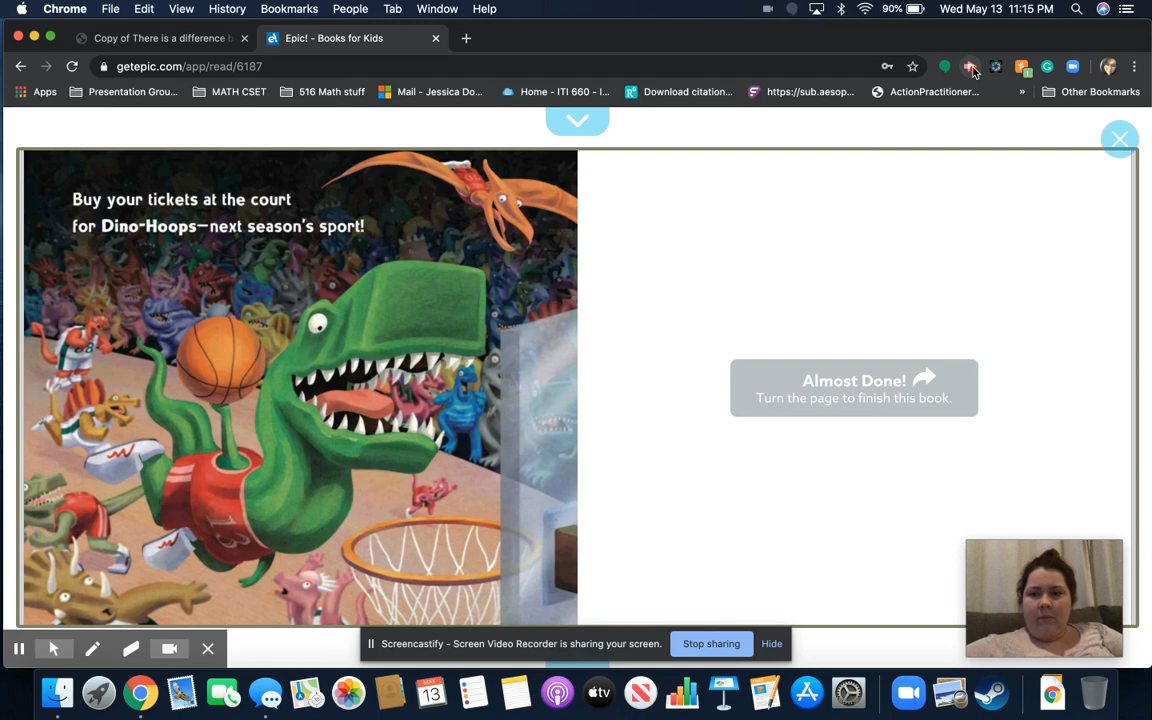 Chrome File Edit View History Bookmarks People Tab Window Help 90% Wed May 13 11:15 PM
Copy of There is a difference b Epic! - Books for Kids
getepic.com/app/read/6187
Apps Presentation Grou... MATH CSET 516 Math stuff Mail - Jessica Do... Home - ITI 660 - I... Download citation... https://sub.aesop... ActionPractitioner... » Other Bookmarks
Buy your tickets at the court
for Dino-Hoops—next season's sport!
13
Almost Done!
Turn the page to finish this book.
Screencastify - Screen Video Recorder is sharing your screen. Stop sharing Hide
MAY
13